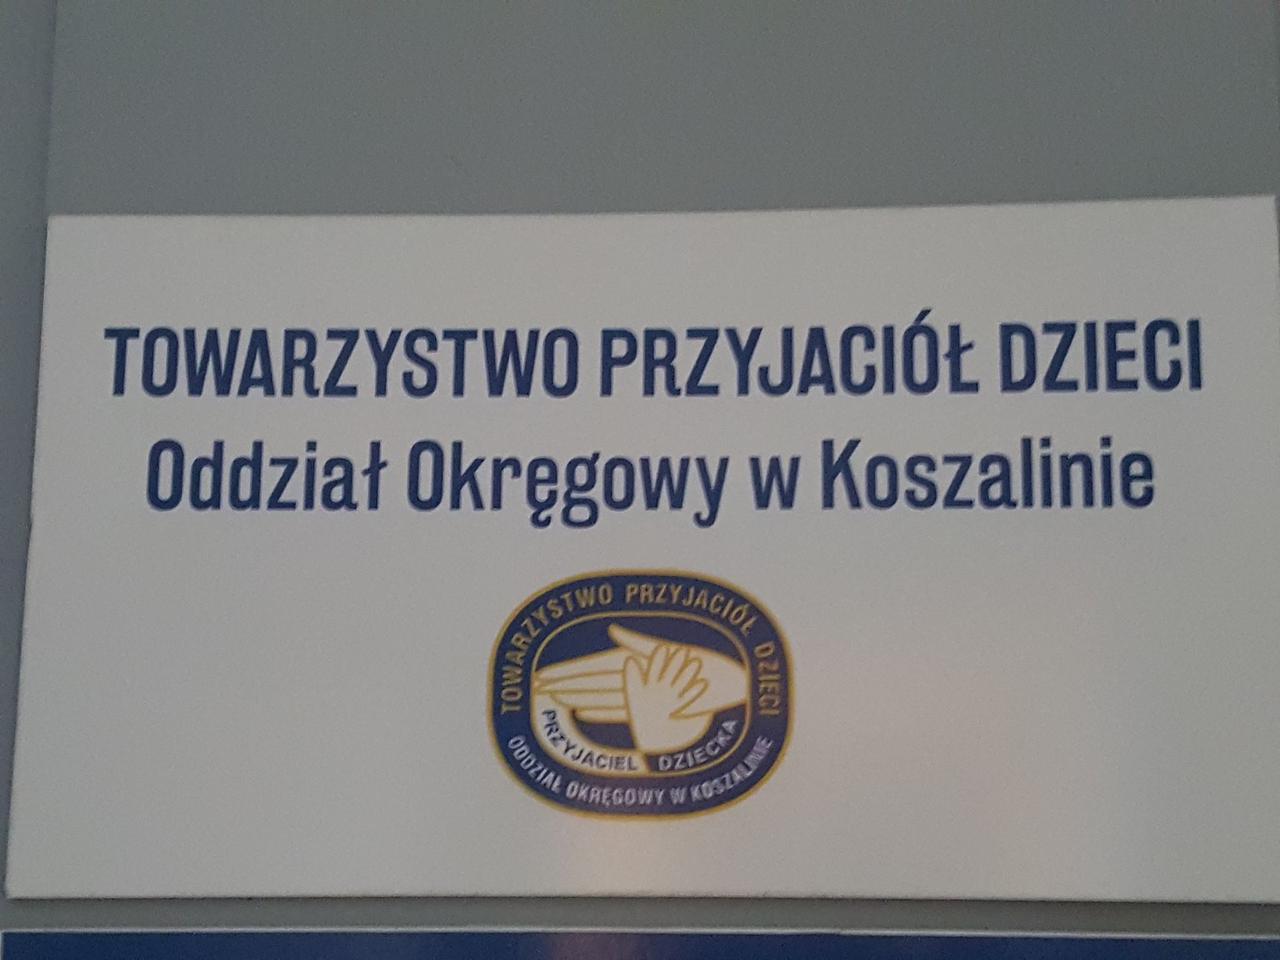 TOWARZYSTWO PRZYJACIÓŁ DZIECI
Oddział Okręgowy w Koszalinie
TOWARZYSTWO PRZYJACIÓŁ DZIECI
PRZYJACIEL DZIECKA
ODDZIAŁ OKRĘGOWY W KOSZALINIE